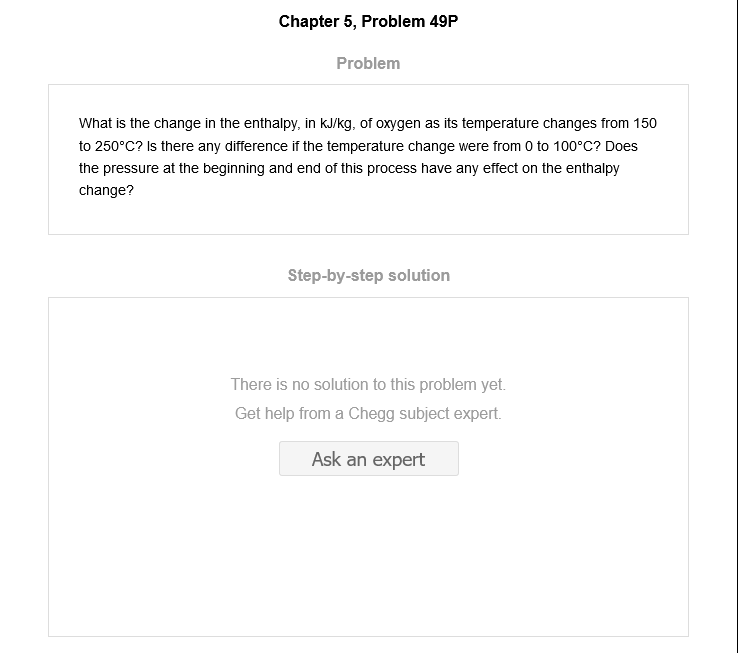 Chapter 5, Problem 49P
Problem
What is the change in the enthalpy, in kJ/kg, of oxygen as its temperature changes from 150
to 250°C? Is there any difference if the temperature change were from 0 to 100°C? Does
the pressure at the beginning and end of this process have any effect on the enthalpy
change?
Step-by-step solution
There is no solution to this problem yet.
Get help from a Chegg subject expert.
Ask an expert